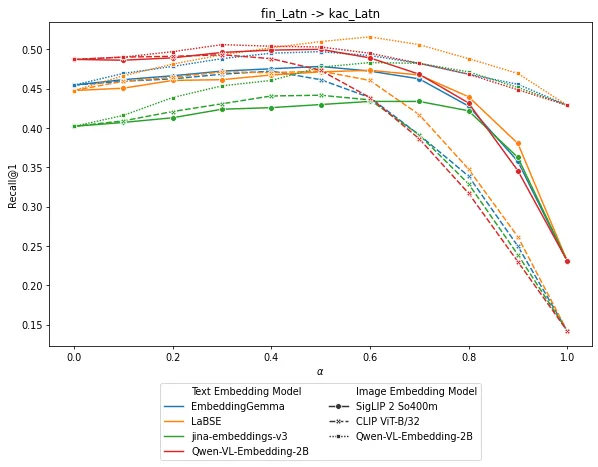 fin_Latn -> kac_Latn
Recall@1
0.50
0.45
0.40
0.35
0.30
0.25
0.20
0.15
0.0
0.2
0.4
0.6
0.8
1.0
α
Text Embedding Model
EmbeddingGemma
LaBSE
jina-embeddings-v3
Qwen-VL-Embedding-2B
Image Embedding Model
SigLIP 2 So400m
CLIP ViT-B/32
Qwen-VL-Embedding-2B